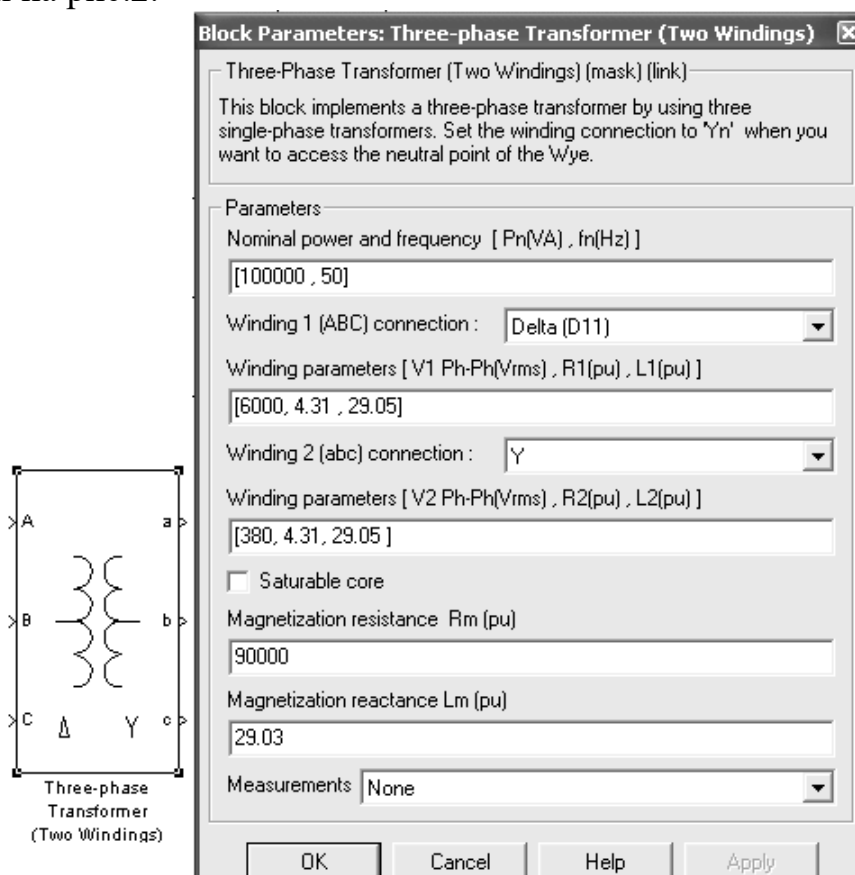 на рис.2.
Block Parameters: Three-phase Transformer (Two Windings)
Three-Phase Transformer (Two Windings) (mask) (link)
This block implements a three-phase transformer by using three
single-phase transformers. Set the winding connection to 'Yn' when you
want to access the neutral point of the Wye.
Parameters
Nominal power and frequency [ Pn(VA) , fn(Hz) ]
[100000 , 50]
Winding 1 (ABC) connection : Delta (D11)
Winding parameters [ V1 Ph-Ph(Vrms) , R1(pu) , L1(pu) ]
[6000, 4.31 , 29.05]
Winding 2 (abc) connection : Y
Winding parameters [ V2 Ph-Ph(Vrms) , R2(pu) , L2(pu) ]
[380, 4.31, 29.05 ]
Saturable core
Magnetization resistance Rm (pu)
90000
Magnetization reactance Lm (pu)
29.03
Measurements None
OK Cancel Help Apply
A a
B b
C Δ Y c
Three-phase
Transformer
(Two Windings)